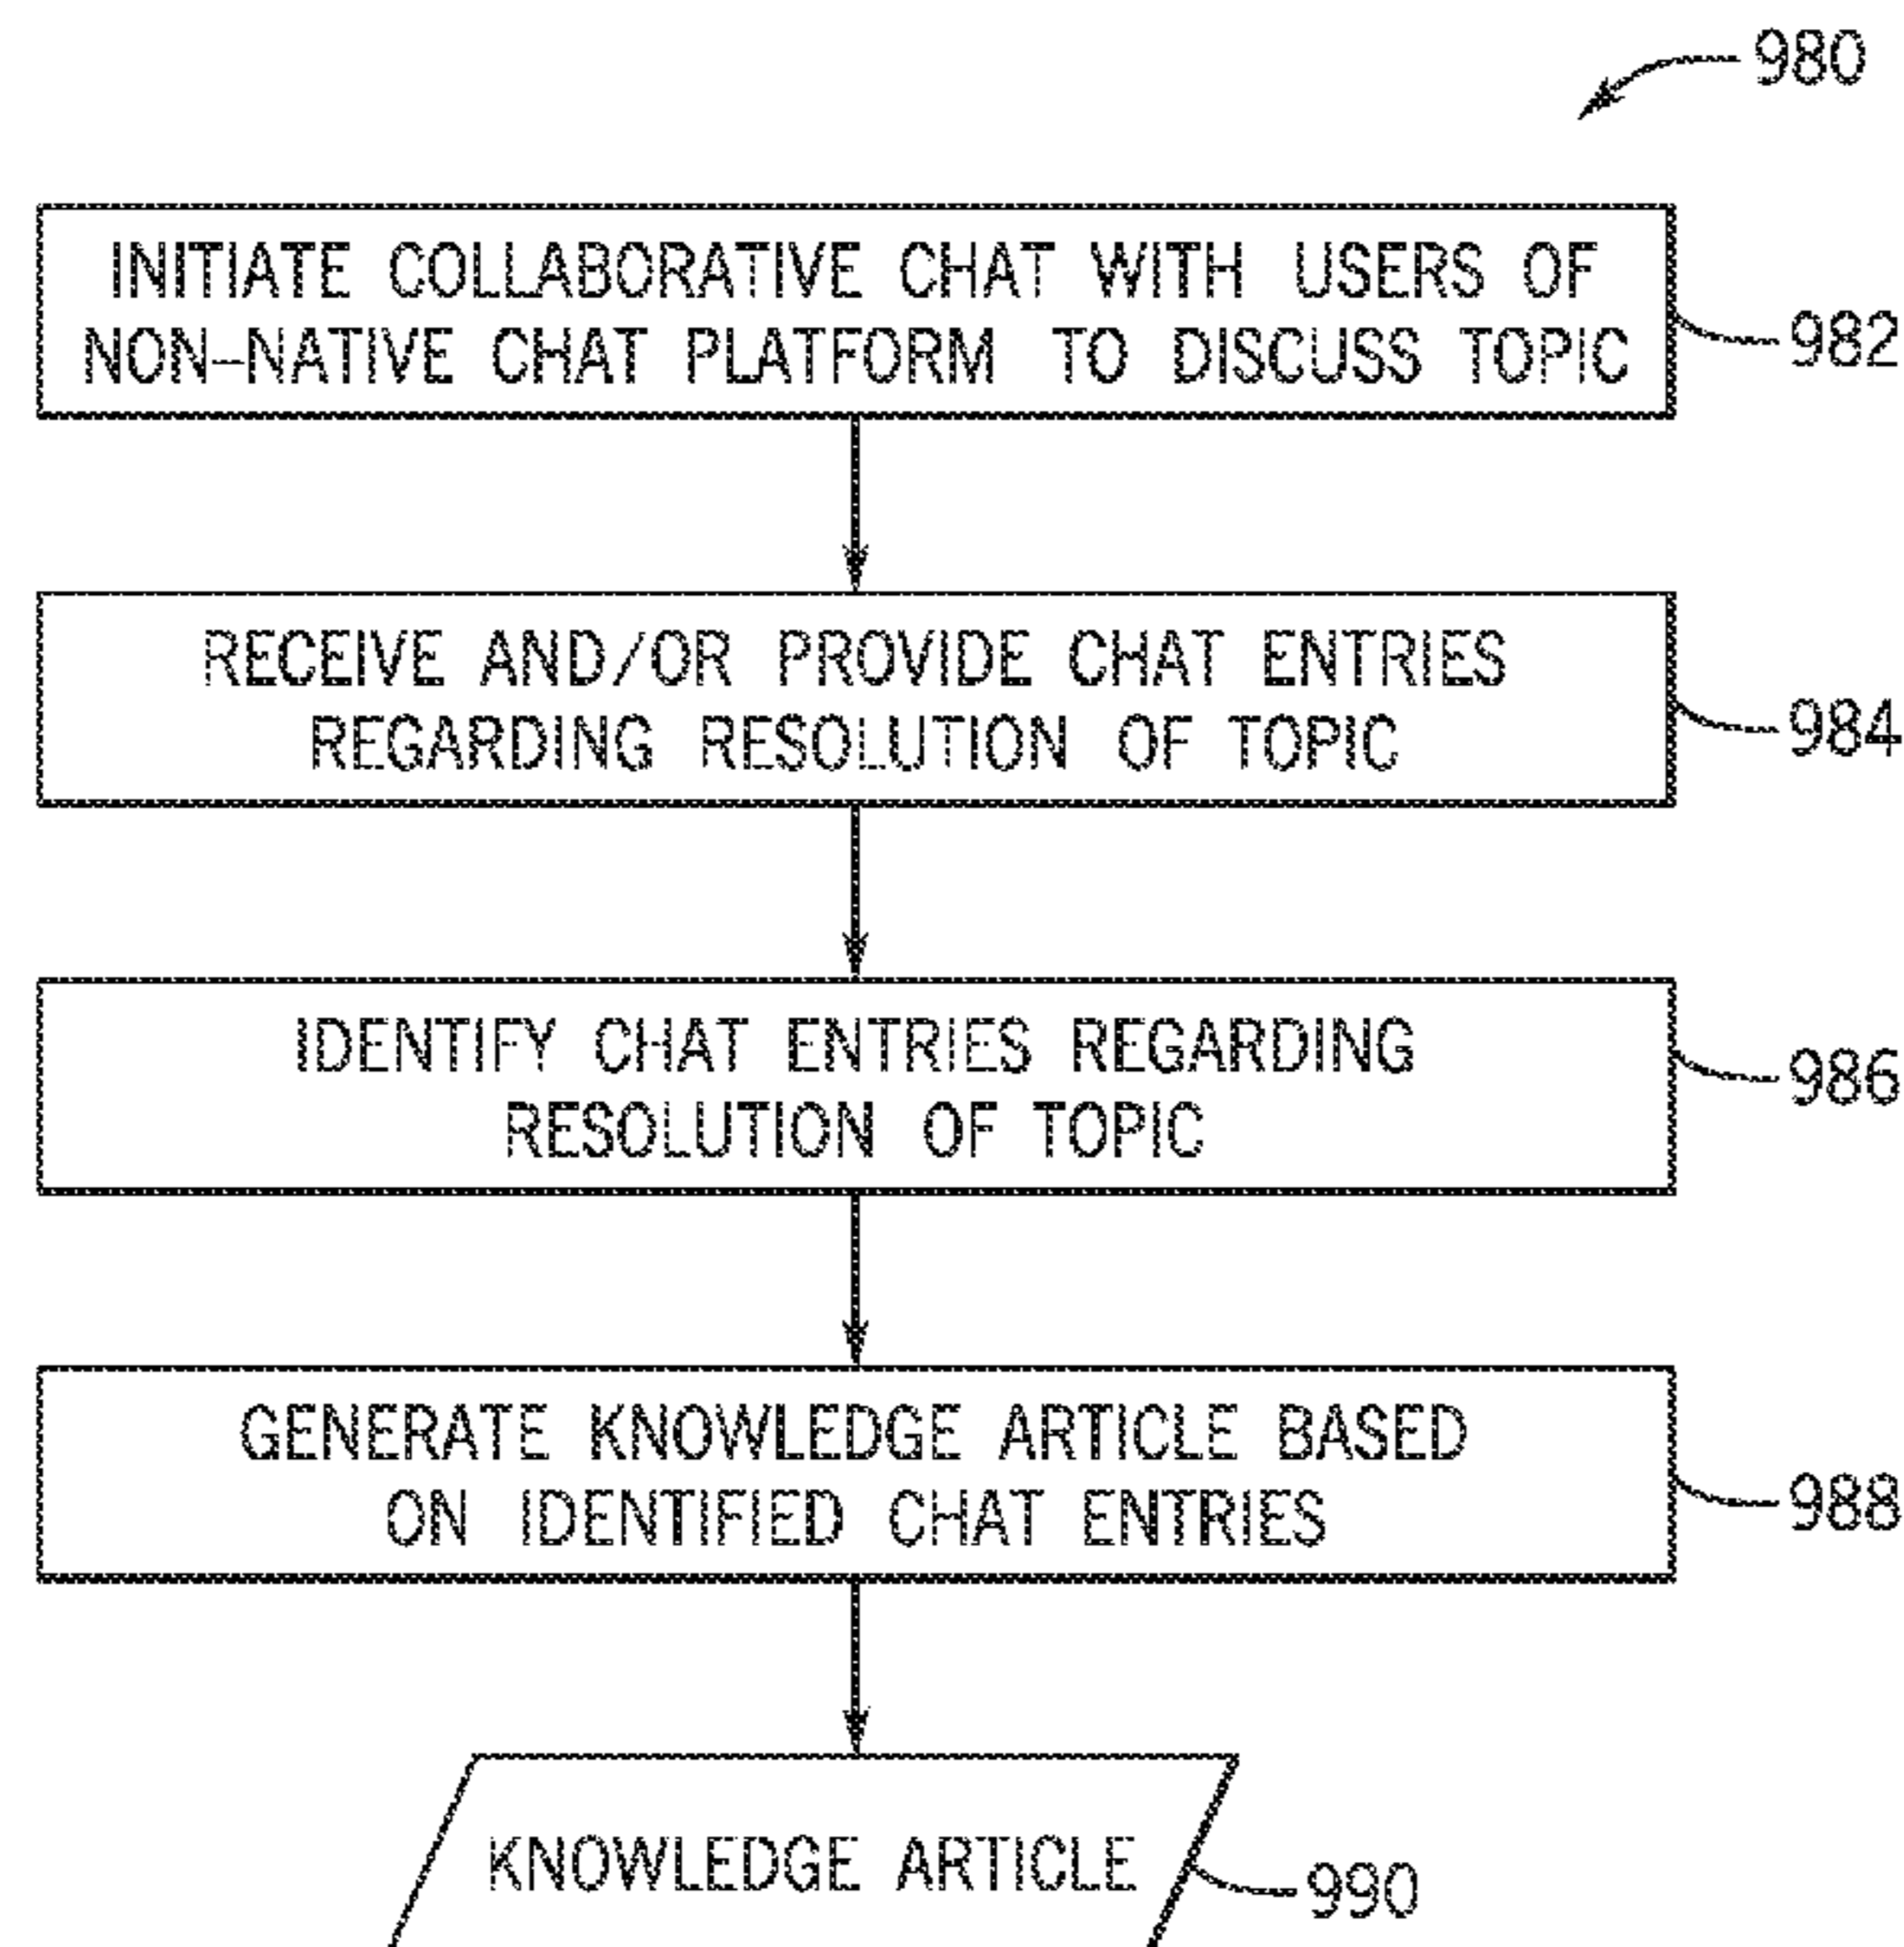 980
INITIATE COLLABORATIVE CHAT WITH USERS OF
NON-NATIVE CHAT PLATFORM TO DISCUSS TOPIC
982
RECEIVE AND/OR PROVIDE CHAT ENTRIES
REGARDING RESOLUTION OF TOPIC
984
IDENTIFY CHAT ENTRIES REGARDING
RESOLUTION OF TOPIC
986
GENERATE KNOWLEDGE ARTICLE BASED
ON IDENTIFIED CHAT ENTRIES
988
KNOWLEDGE ARTICLE
990